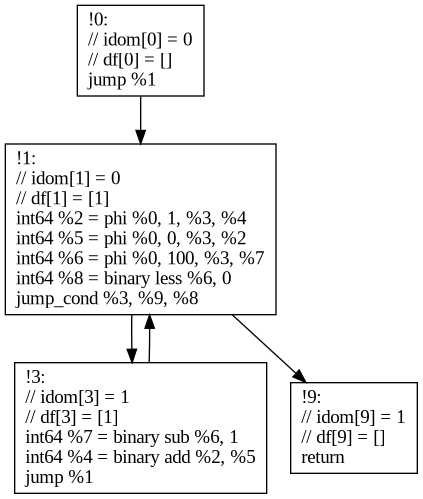 !0:
// idom[0] = 0
// df[0] = []
jump %1
!1:
// idom[1] = 0
// df[1] = [1]
int64 %2 = phi %0, 1, %3, %4
int64 %5 = phi %0, 0, %3, %2
int64 %6 = phi %0, 100, %3, %7
int64 %8 = binary less %6, 0
jump_cond %3, %9, %8
!3:
// idom[3] = 1
// df[3] = [1]
int64 %7 = binary sub %6, 1
int64 %4 = binary add %2, %5
jump %1
!9:
// idom[9] = 1
// df[9] = []
return